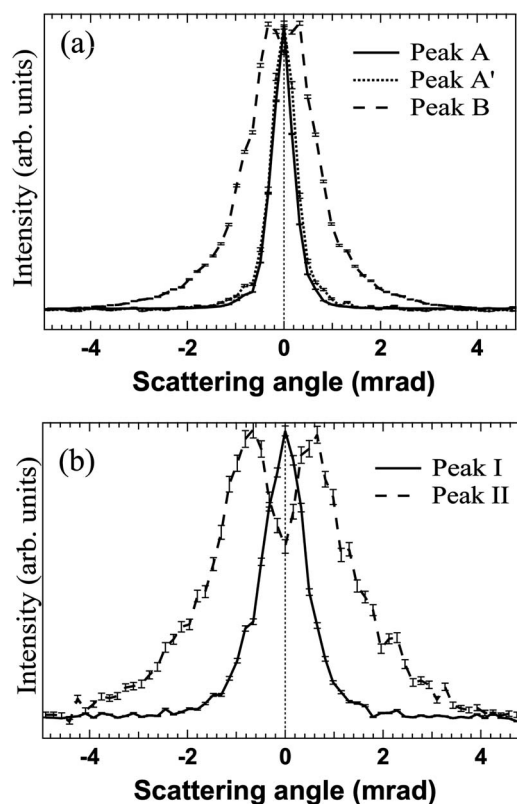 (a)
Peak A
Peak A'
Peak B
Intensity (arb. units)
-4 -2 0 2 4
Scattering angle (mrad)
(b)
Peak I
Peak II
Intensity (arb. units)
-4 -2 0 2 4
Scattering angle (mrad)